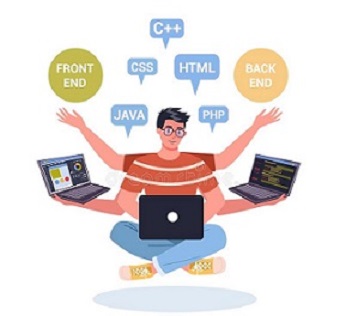 C++
FRONT
END
CSS
HTML
BACK
END
JAVA
PHP